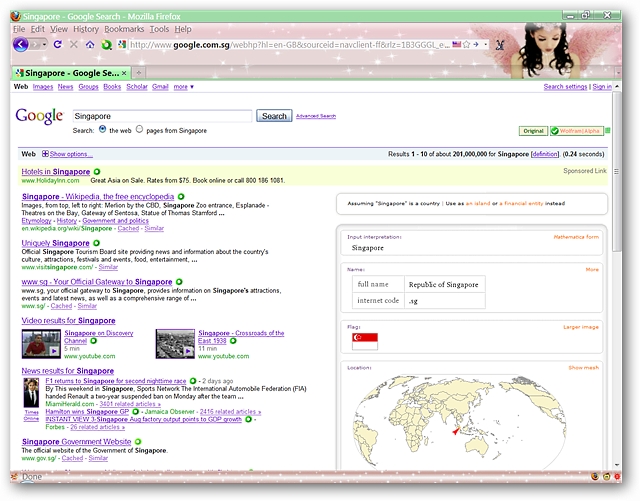 Singapore - Google Search - Mozilla Firefox
File Edit View History Bookmarks Tools Help
http://www.google.com.sg/webhp?hl=en-GB&sourceid=navclient-ff&rlz=1B3GGGL_e...
Singapore - Google Se...
Web Images News Groups Books Scholar Gmail more ▼
Search settings | Sign in
Google
Singapore
Search
Advanced Search
Search: the web pages from Singapore
Original
Wolfram|Alpha
Web Show options...
Results 1 - 10 of about 201,000,000 for Singapore [definition]. (0.24 seconds)
Hotels in Singapore
Sponsored Link
www.HolidayInn.com Great Asia on Sale. Rates from $75. Book online or call 800 186 1081.
Singapore - Wikipedia, the free encyclopedia
Images, from top, left to right: Merlion by the CBD, Singapore Zoo entrance, Esplanade -
Theatres on the Bay, Gateway of Sentosa, Statue of Thomas Stamford ...
Etymology - History - Government and politics
en.wikipedia.org/wiki/Singapore - Cached - Similar
Uniquely Singapore
Official Singapore Tourism Board site providing news and information about the country's
culture, attractions, festivals and events, food, entertainment, ...
www.visitsingapore.com/ - Similar
www.sg - Your Official Gateway to Singapore
www.sg, your official gateway to Singapore, provides information on Singapore's attractions,
events and latest news, as well as a comprehensive range of ...
www.sg/ - Cached - Similar
Video results for Singapore
Singapore on Discovery
Channel
5 min
www.youtube.com
Singapore - Crossroads of the
East 1938
11 min
www.youtube.com
News results for Singapore
F1 returns to Singapore for second nighttime race - 2 days ago
By This weekend in Singapore, Sports Network The International Automobile Federation (FIA)
handed Renault a two-year suspended ban on Monday after the team ...
MiamiHerald.com - 3401 related articles »
Times
Online
Hamilton wins Singapore GP - Jamaica Observer - 2416 related articles »
INSTANT VIEW 3-Singapore Aug factory output points to GDP growth -
Forbes - 26 related articles »
Singapore Government Website
The official website of the Government of Singapore.
www.gov.sg/ - Cached - Similar
Assuming "Singapore" is a country | Use as an island or a financial entity instead
Input interpretation:
Mathematica form
Singapore
Name:
More
full name Republic of Singapore
internet code .sg
Flag:
Larger image
Location:
Show mesh
Done